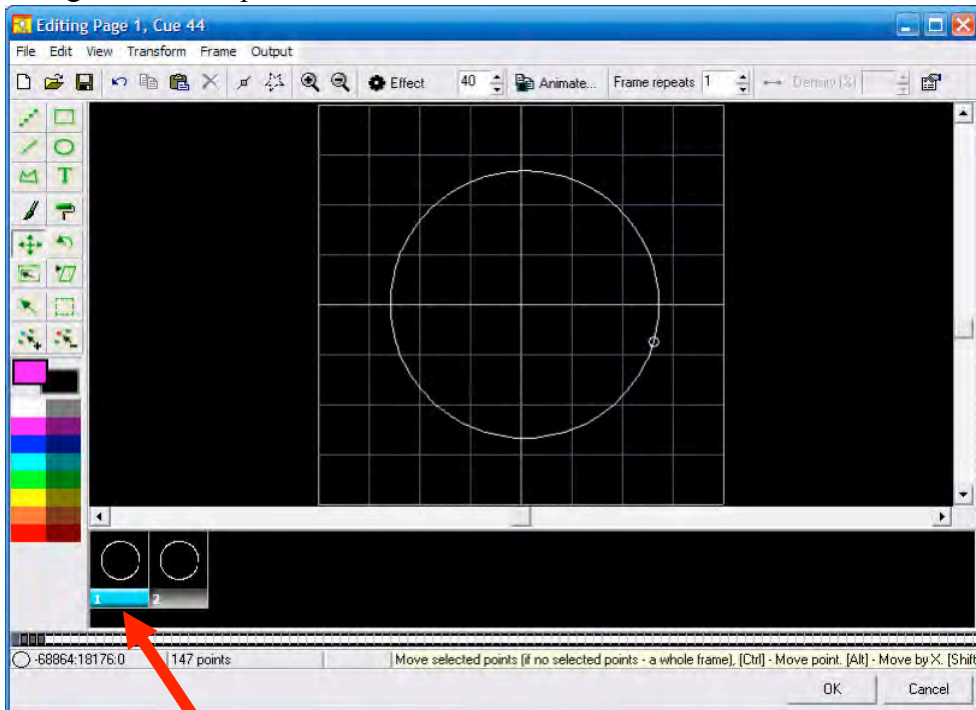 Editing Page 1, Cue 44
File Edit View Transform Frame Output
Effect 40 Animate... Frame repeats 1 Density (%)
T
1 2
-68864:18176:0 147 points Move selected points (if no selected points - a whole frame), [Ctrl] - Move point. [Alt] - Move by X. [Shift
OK Cancel